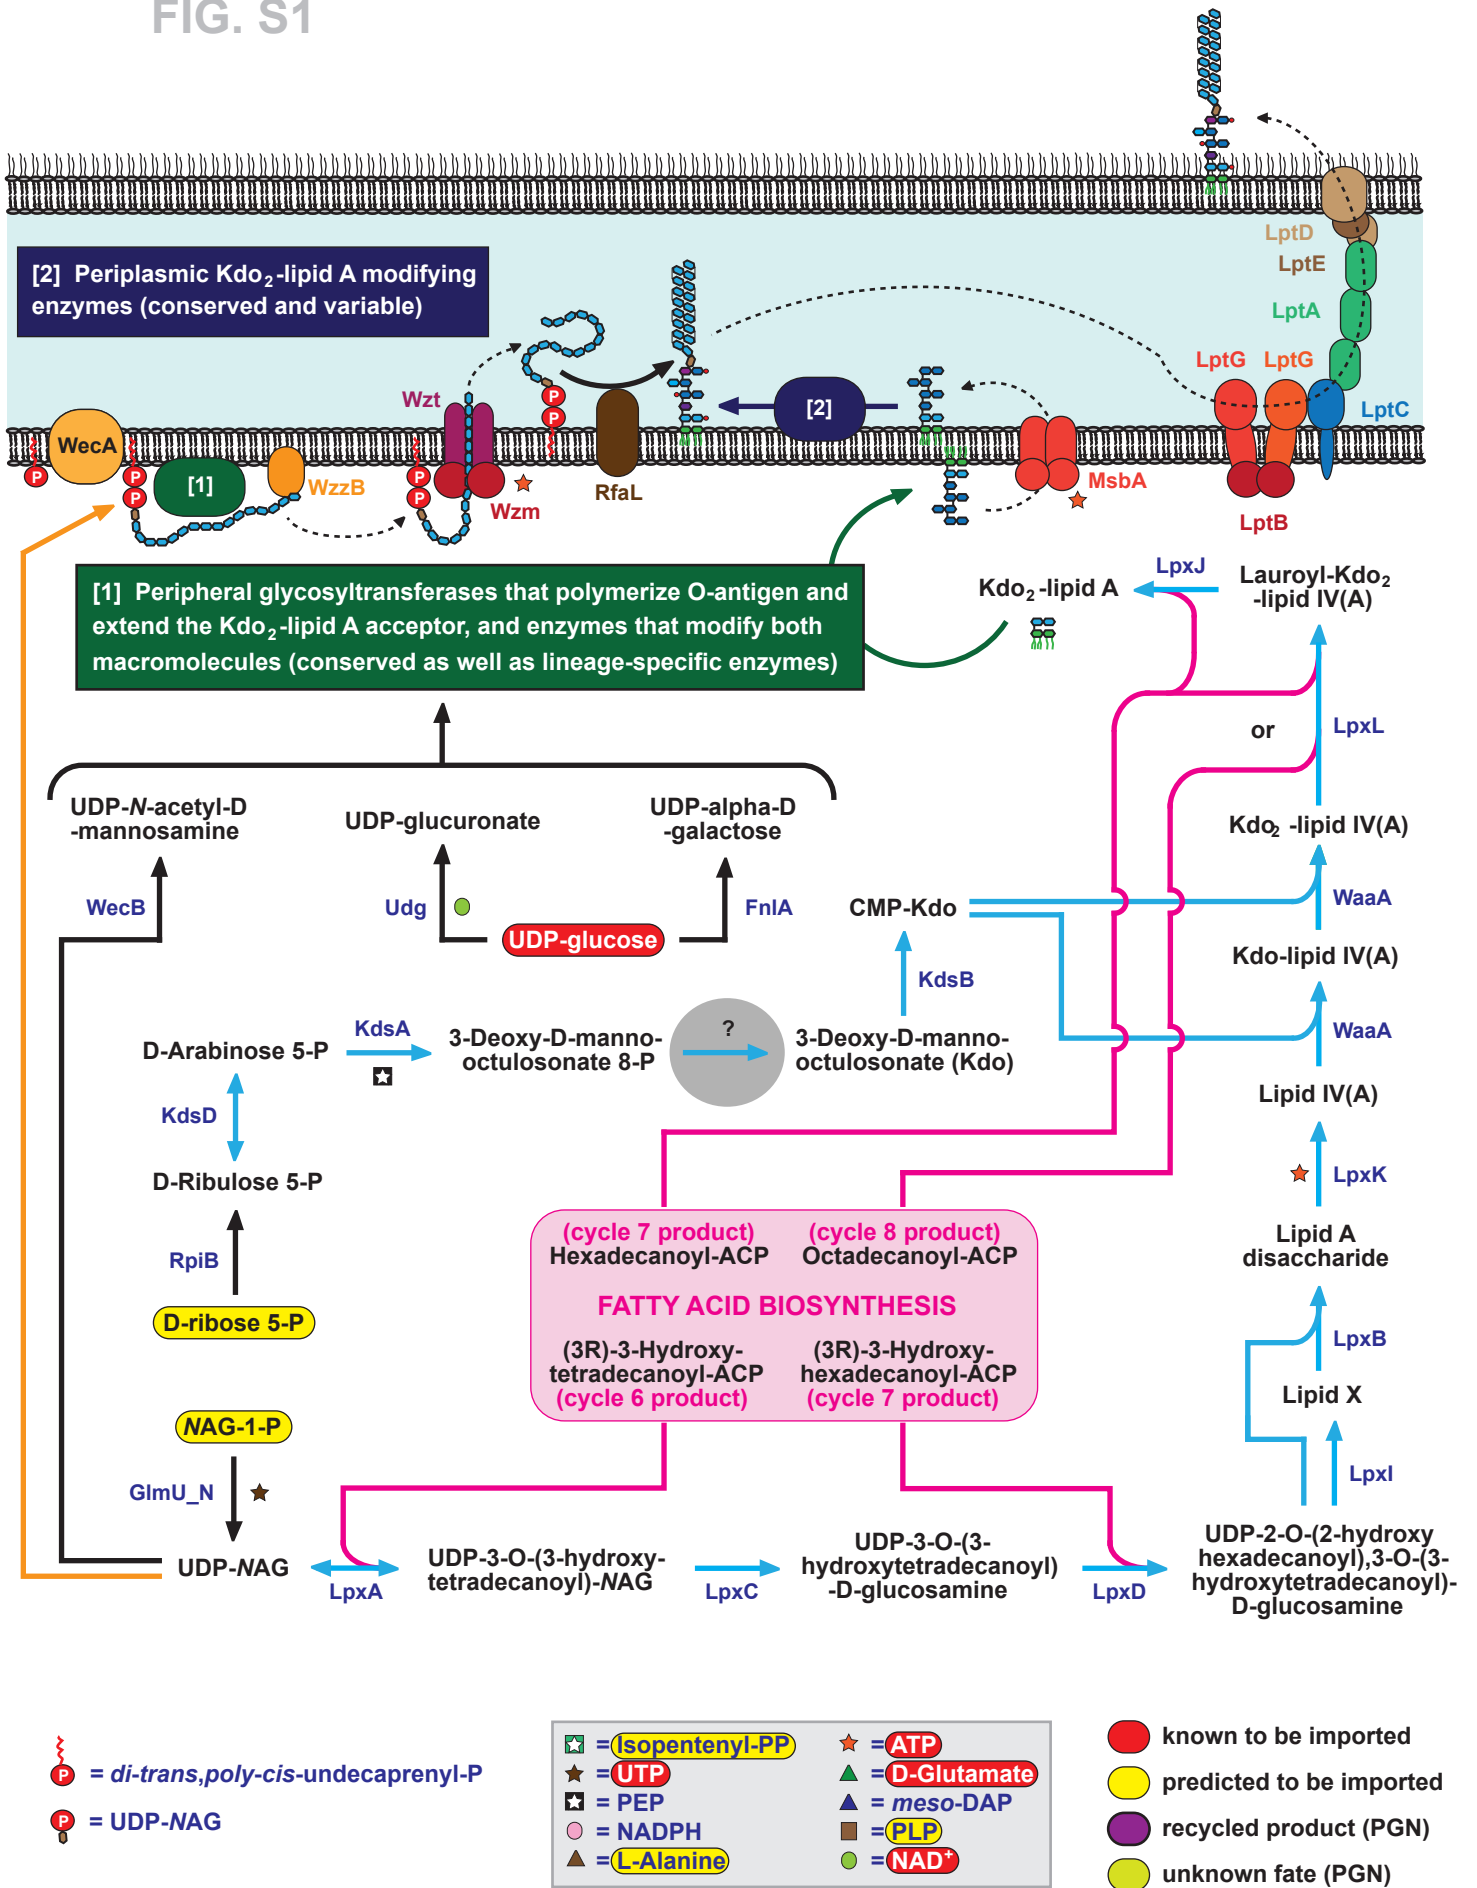 FIG. S1
LptD
LptE
LptA
LptG
LptG
LptC
[2] Periplasmic Kdo2-lipid A modifying
enzymes (conserved and variable)
Wzt
[2]
P
P
WecA
P
P
P
[1]
WzzB
P
P
Wzm
RfaL
MsbA
LptB
[1] Peripheral glycosyltransferases that polymerize O-antigen and
extend the Kdo2-lipid A acceptor, and enzymes that modify both
macromolecules (conserved as well as lineage-specific enzymes)
Kdo2-lipid A
LpxJ
Lauroyl-Kdo2
-lipid IV(A)
or
LpxL
UDP-N-acetyl-D
-mannosamine
UDP-glucuronate
UDP-alpha-D
-galactose
Kdo2 -lipid IV(A)
WecB
Udg
UDP-glucose
FnlA
CMP-Kdo
WaaA
Kdo-lipid IV(A)
KdsB
WaaA
D-Arabinose 5-P
KdsA
3-Deoxy-D-manno-
octulosonate 8-P
?
3-Deoxy-D-manno-
octulosonate (Kdo)
Lipid IV(A)
KdsD
D-Ribulose 5-P
LpxK
RpiB
Lipid A
disaccharide
(cycle 7 product)
Hexadecanoyl-ACP
(cycle 8 product)
Octadecanoyl-ACP
FATTY ACID BIOSYNTHESIS
(3R)-3-Hydroxy-
tetradecanoyl-ACP
(cycle 6 product)
(3R)-3-Hydroxy-
hexadecanoyl-ACP
(cycle 7 product)
D-ribose 5-P
LpxB
Lipid X
NAG-1-P
GlmU_N
LpxI
UDP-NAG
LpxA
UDP-3-O-(3-hydroxy-
tetradecanoyl)-NAG
LpxC
UDP-3-O-(3-
hydroxytetradecanoyl)
-D-glucosamine
LpxD
UDP-2-O-(2-hydroxy
hexadecanoyl),3-O-(3-
hydroxytetradecanoyl)-
D-glucosamine
P = di-trans,poly-cis-undecaprenyl-P
P = UDP-NAG
= Isopentenyl-PP
= UTP
= PEP
= NADPH
= L-Alanine
= ATP
= D-Glutamate
= meso-DAP
= PLP
= NAD+
known to be imported
predicted to be imported
recycled product (PGN)
unknown fate (PGN)